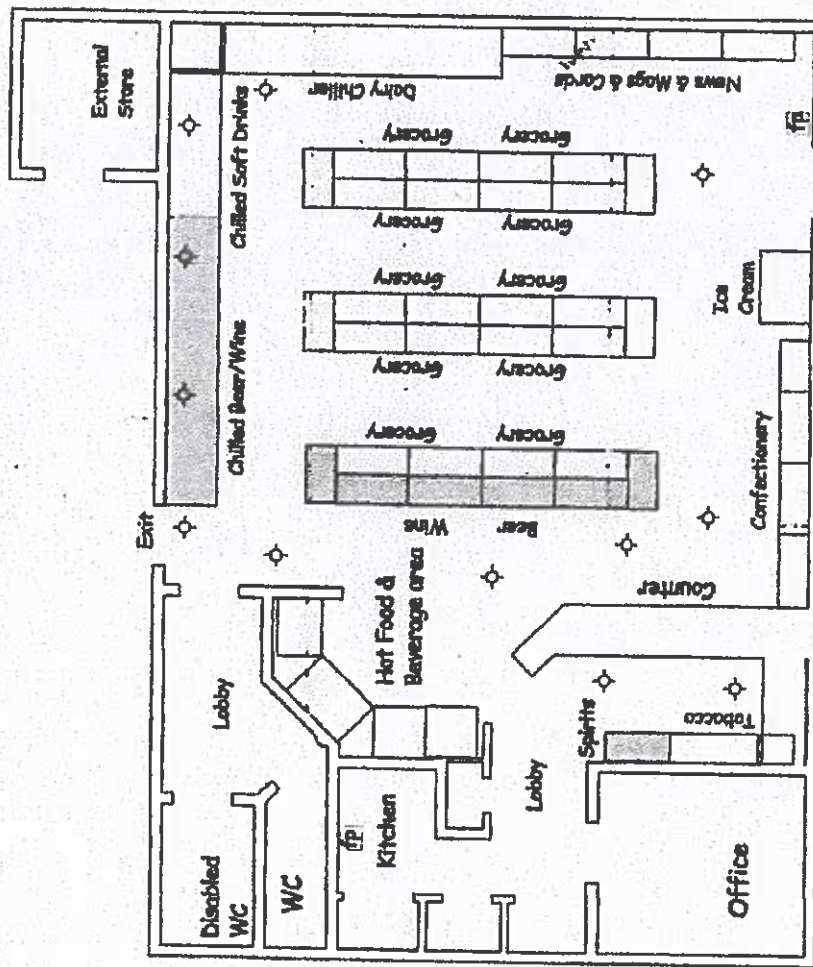 External
Store
Dairy Chiller
News & Mags & Cards
fp
Chilled Soft Drinks
Grocery
Grocery
Grocery
Grocery
Ice
Cream
Grocery
Grocery
Grocery
Grocery
Chilled Beer/Wine
Grocery
Grocery
Confectionery
Wine
Beer
Exit
Hot Food &
Beverage area
Counter
Lobby
Spirits
Tobacco
Lobby
Kitchen
fp
Disabled
WC
WC
Office